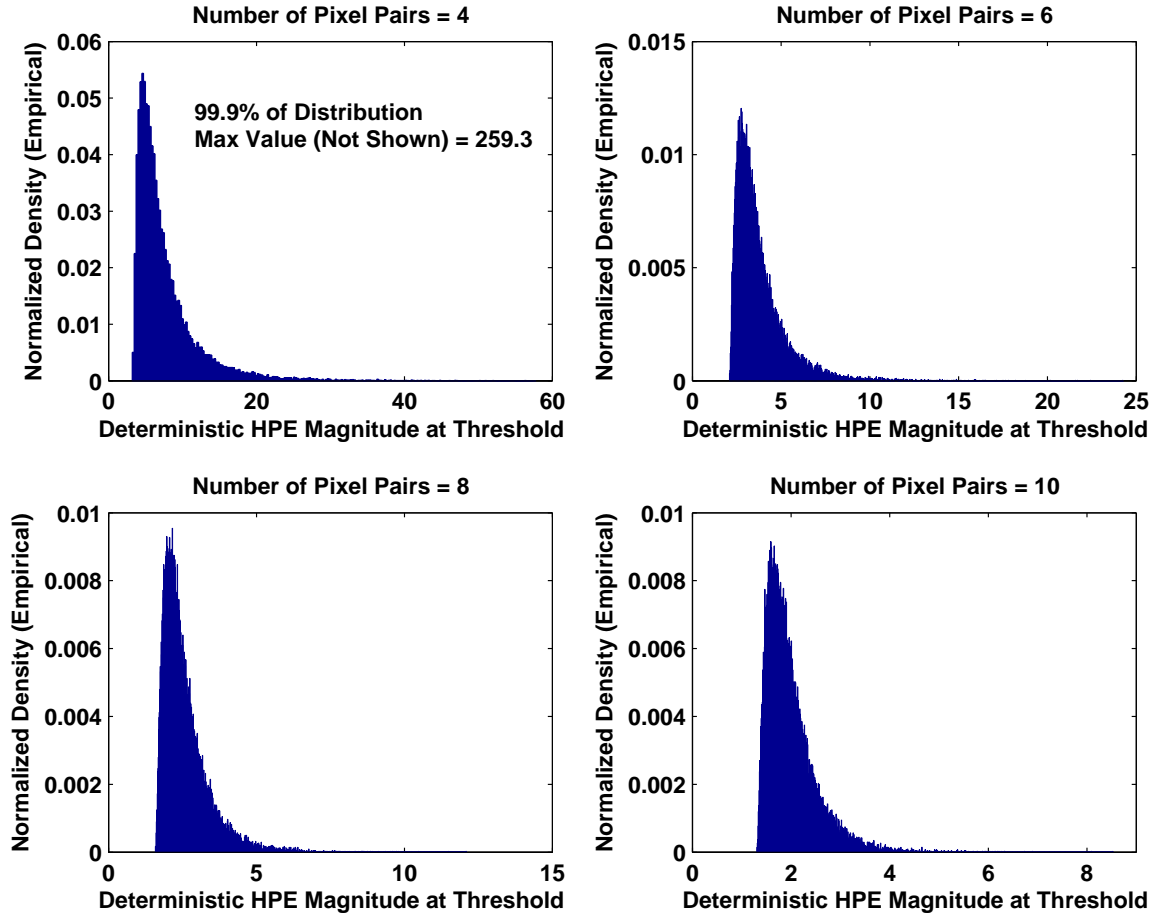 Number of Pixel Pairs = 4
Normalized Density (Empirical)
0.06
0.05
0.04
0.03
0.02
0.01
0
99.9% of Distribution
Max Value (Not Shown) = 259.3
0 20 40 60
Deterministic HPE Magnitude at Threshold
Number of Pixel Pairs = 6
Normalized Density (Empirical)
0.015
0.01
0.005
0
0 5 10 15 20 25
Deterministic HPE Magnitude at Threshold
Number of Pixel Pairs = 8
Normalized Density (Empirical)
0.01
0.008
0.006
0.004
0.002
0
0 5 10 15
Deterministic HPE Magnitude at Threshold
Number of Pixel Pairs = 10
Normalized Density (Empirical)
0.01
0.008
0.006
0.004
0.002
0
0 2 4 6 8
Deterministic HPE Magnitude at Threshold